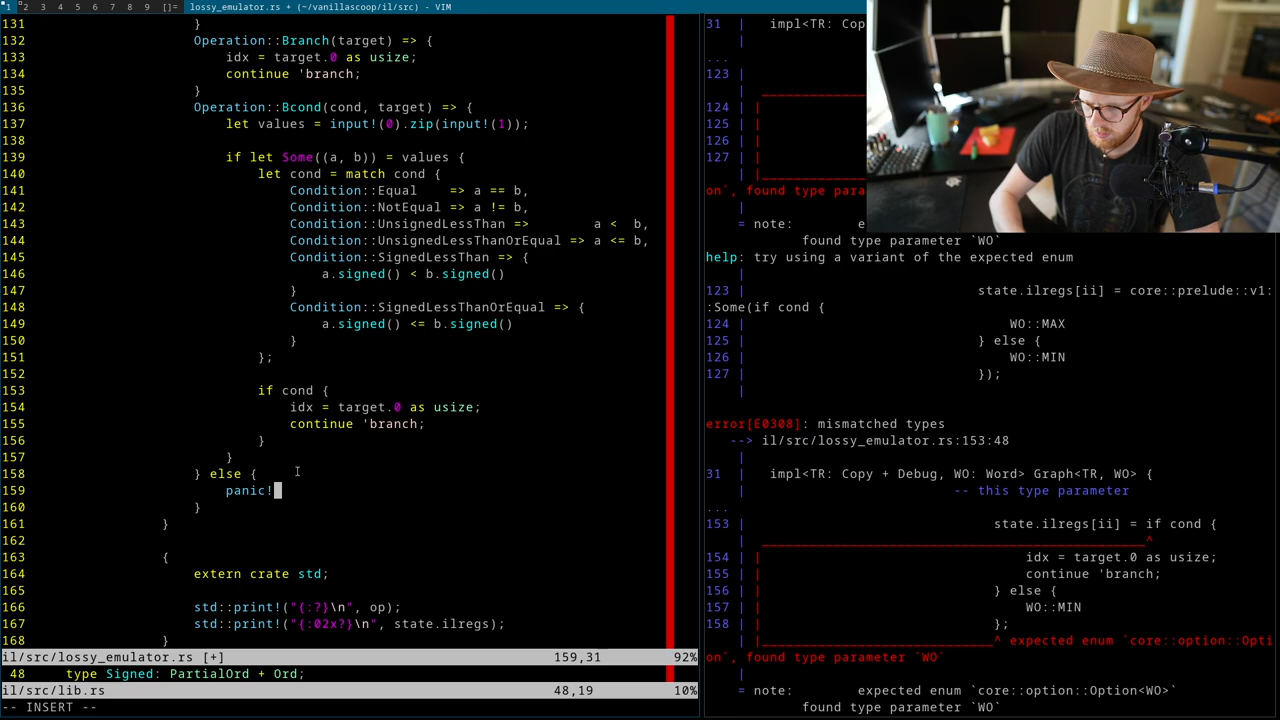 1 2 3 4 5 6 7 8 9 []= lossy_emulator.rs + (~/vanillascoop/il/src) - VIM
131 }
132 Operation::Branch(target) => {
133 idx = target.0 as usize;
134 continue 'branch;
135 }
136 Operation::Bcond(cond, target) => {
137 let values = input!(0).zip(input!(1));
138
139 if let Some((a, b)) = values {
140 let cond = match cond {
141 Condition::Equal    => a == b,
142 Condition::NotEqual => a != b,
143 Condition::UnsignedLessThan =>        a <  b,
144 Condition::UnsignedLessThanOrEqual => a <= b,
145 Condition::SignedLessThan => {
146 a.signed() < b.signed()
147 }
148 Condition::SignedLessThanOrEqual => {
149 a.signed() <= b.signed()
150 }
151 };
152
153 if cond {
154 idx = target.0 as usize;
155 continue 'branch;
156 }
157 }
158 } else {
159 panic!
160 }
161 }
162
163 {
164 extern crate std;
165
166 std::print!("{:?}\n", op);
167 std::print!("{:02x?}\n", state.ilregs);
168 }
il/src/lossy_emulator.rs [+] 159,31 92%
48 type Signed: PartialOrd + Ord;
il/src/lib.rs 48,19 10%
-- INSERT --
31 | impl<TR: Cop
|
...
123 |
124 |
125 |
126 |
127 |
on`, found type para
|
= note: e
found type parameter `WO`
help: try using a variant of the expected enum
|
123 | state.ilregs[ii] = core::prelude::v1:
:Some(if cond {
124 | WO::MAX
125 | } else {
126 | WO::MIN
127 | });
|
error[E0308]: mismatched types
--> il/src/lossy_emulator.rs:153:48
|
31 | impl<TR: Copy + Debug, WO: Word> Graph<TR, WO> {
| -- this type parameter
...
153 | state.ilregs[ii] = if cond {
| ^
154 | idx = target.0 as usize;
155 | continue 'branch;
156 | } else {
157 | WO::MIN
158 | };
| ^ expected enum `core::option::Opti
on`, found type parameter `WO`
|
= note: expected enum `core::option::Option<WO>`
found type parameter `WO`